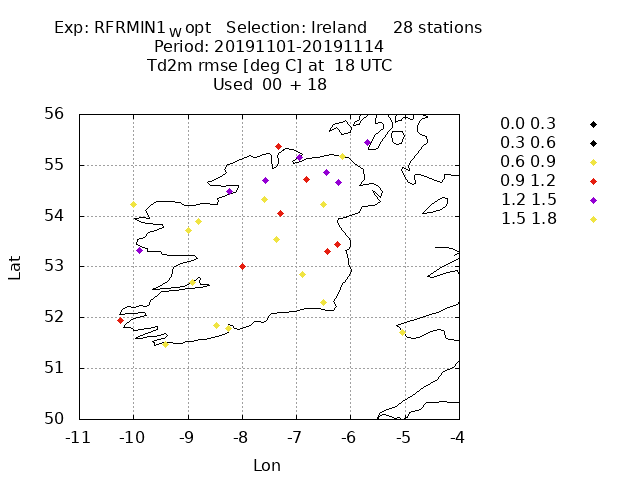 Exp: RFRMIN1 w opt Selection: Ireland 28 stations
Period: 20191101-20191114
Td2m rmse [deg C] at 18 UTC
Used 00 + 18
0.0 0.3
0.3 0.6
0.6 0.9
0.9 1.2
1.2 1.5
1.5 1.8
56
55
54
53
52
51
50
Lat
-11 -10 -9 -8 -7 -6 -5 -4
Lon